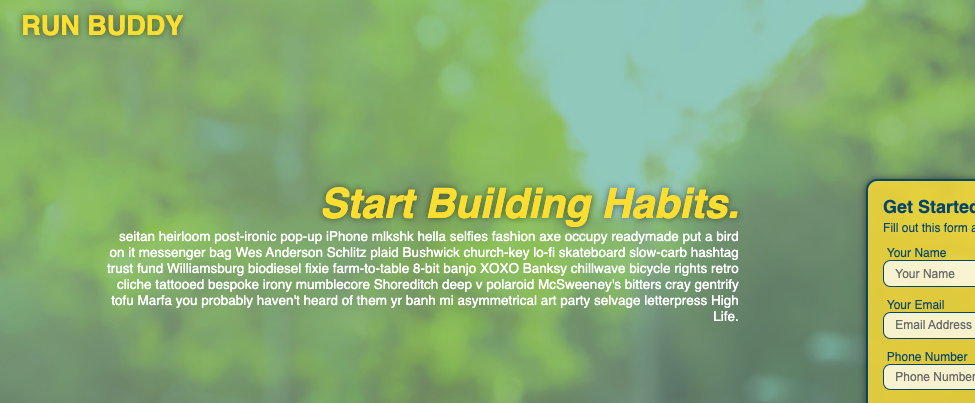 RUN BUDDY
Start Building Habits.
seitan heirloom post-ironic pop-up iPhone mlkshk hella selfies fashion axe occupy readymade put a bird
on it messenger bag Wes Anderson Schlitz plaid Bushwick church-key lo-fi skateboard slow-carb hashtag
trust fund Williamsburg biodiesel fixie farm-to-table 8-bit banjo XOXO Banksy chillwave bicycle rights retro
cliche tattooed bespoke irony mumblecore Shoreditch deep v polaroid McSweeney's bitters cray gentrify
tofu Marfa you probably haven't heard of them yr banh mi asymmetrical art party selvage letterpress High
Life.
Get Started
Fill out this form a
Your Name
Your Name
Your Email
Email Address
Phone Number
Phone Number